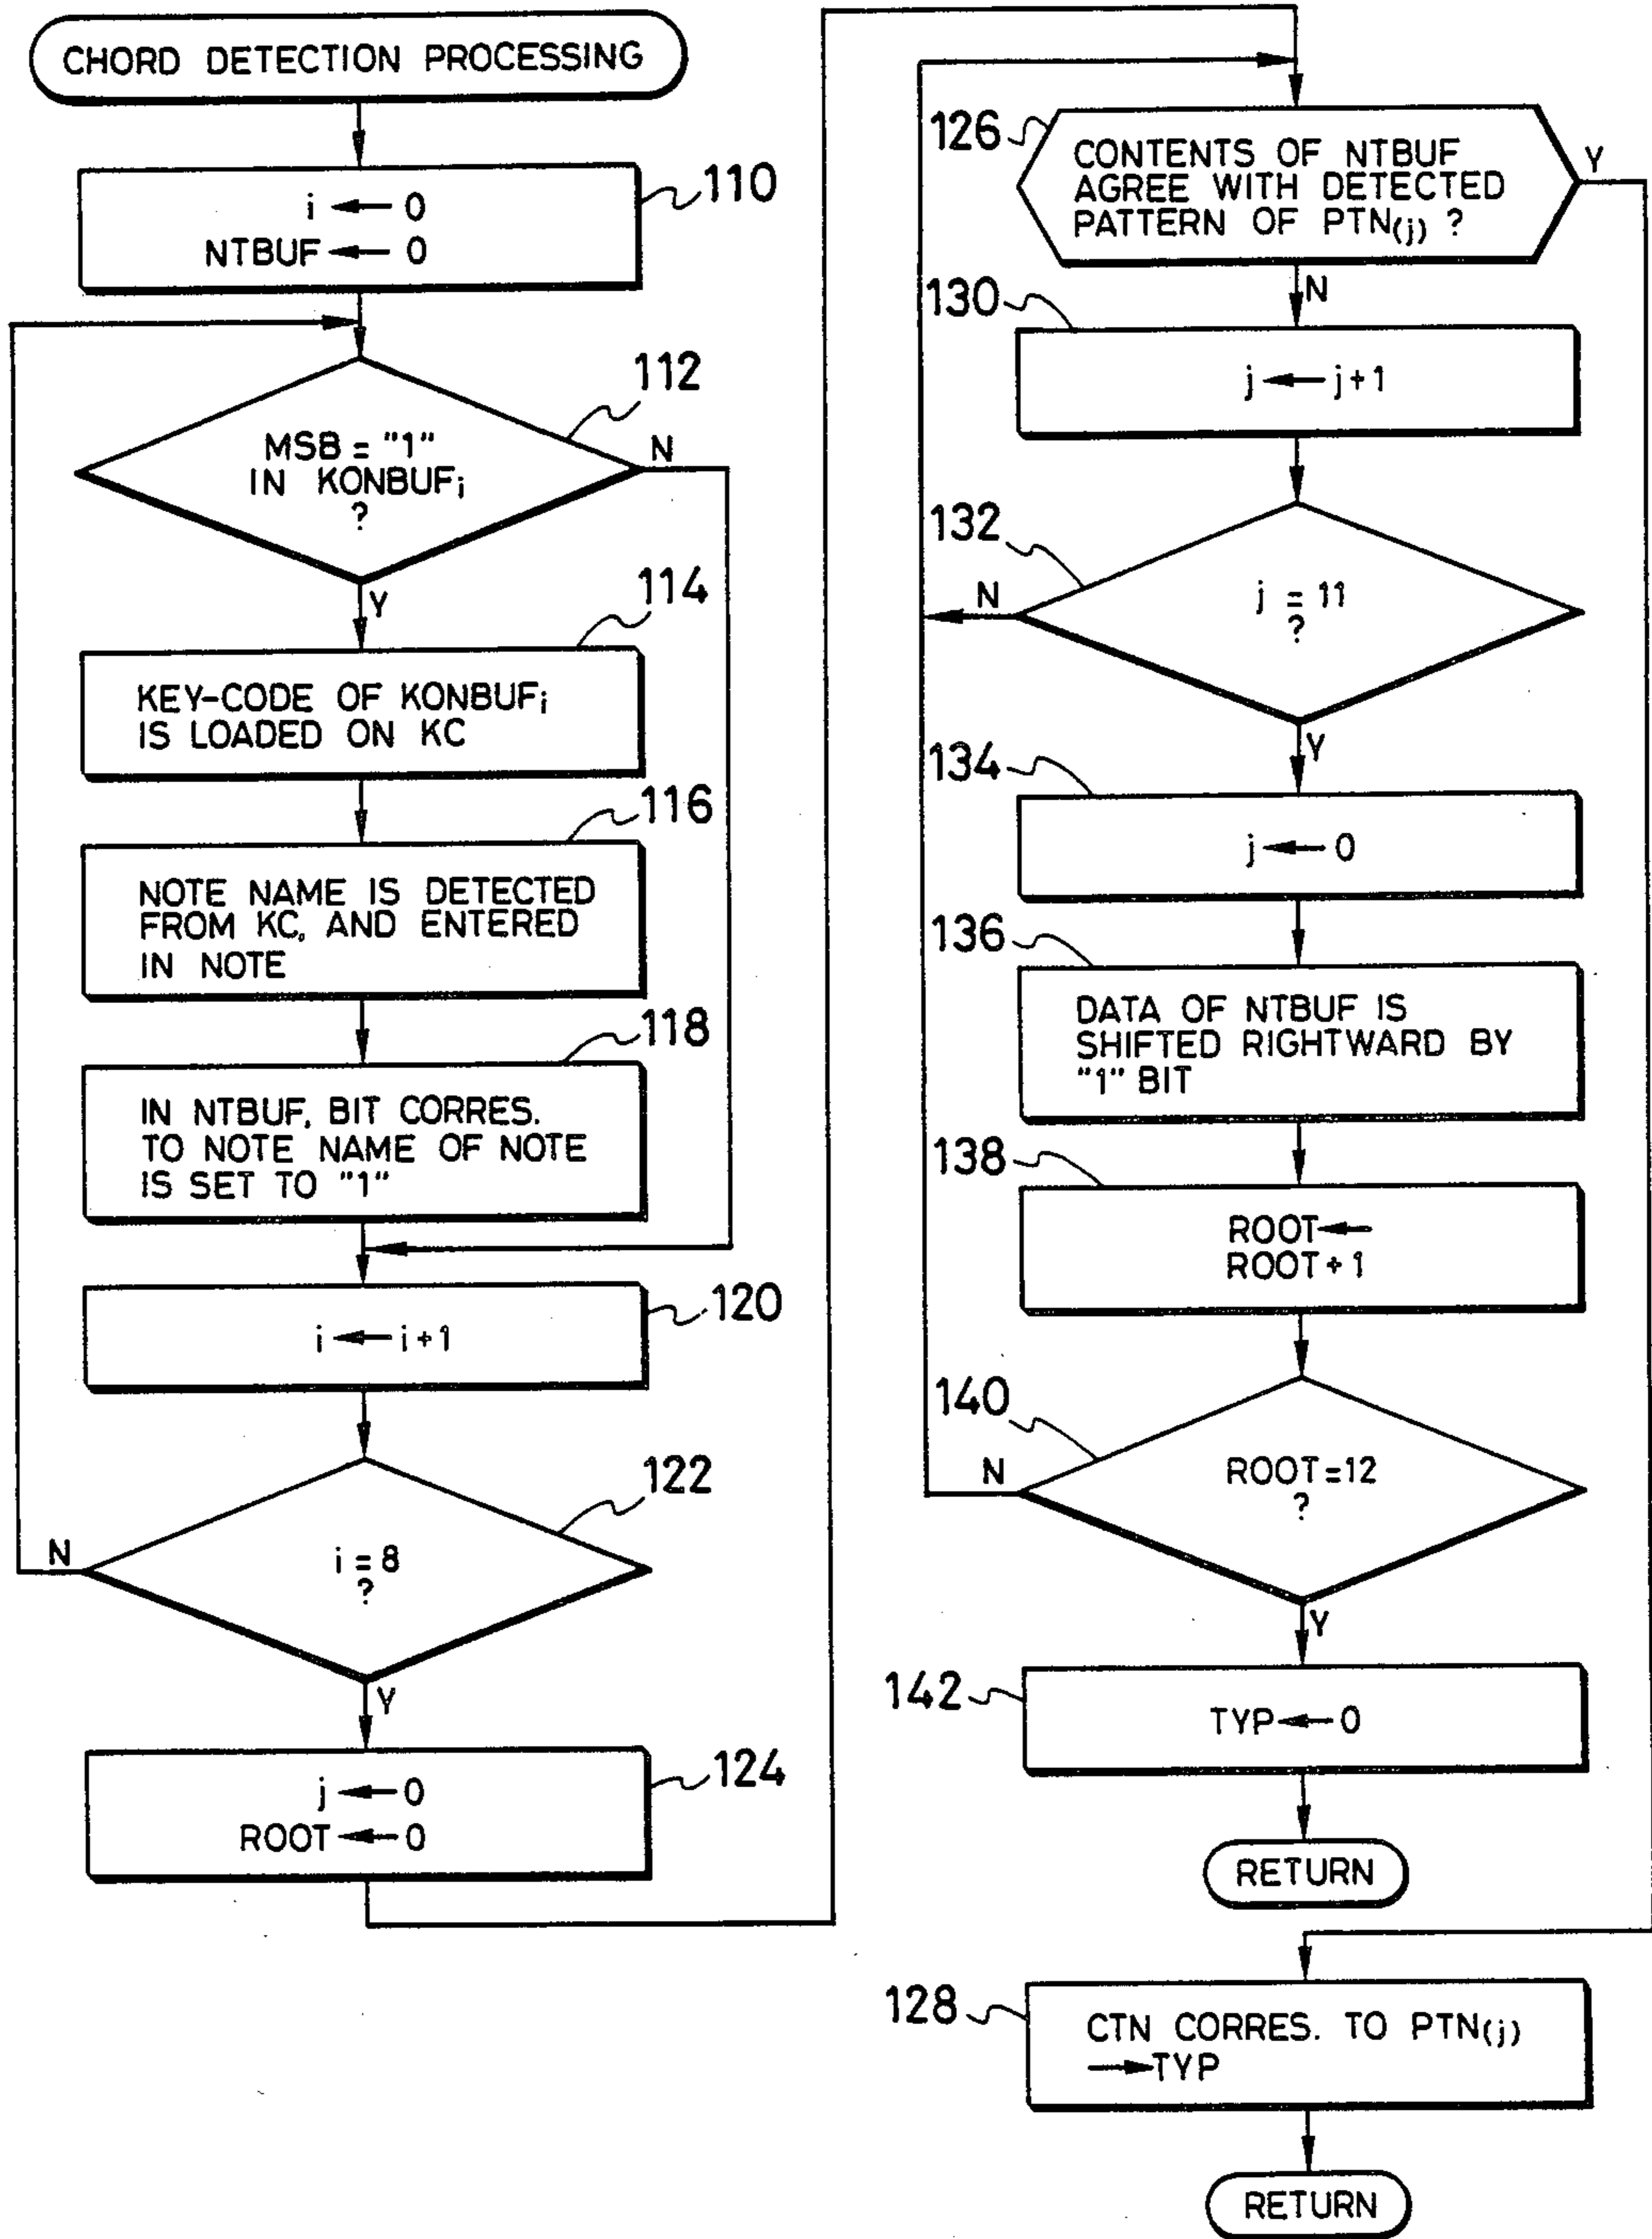 CHORD DETECTION PROCESSING
110
i ← 0
NTBUF ← 0
112
MSB = "1"
IN KONBUFi
?
N
Y
114
KEY-CODE OF KONBUFi
IS LOADED ON KC
116
NOTE NAME IS DETECTED
FROM KC, AND ENTERED
IN NOTE
118
IN NTBUF, BIT CORRES.
TO NOTE NAME OF NOTE
IS SET TO "1"
120
i ← i+1
122
i = 8
?
N
Y
124
j ← 0
ROOT ← 0
126
CONTENTS OF NTBUF
AGREE WITH DETECTED
PATTERN OF PTN(j) ?
Y
N
130
j ← j+1
132
j = 11
?
N
Y
134
j ← 0
136
DATA OF NTBUF IS
SHIFTED RIGHTWARD BY
"1" BIT
138
ROOT ←
ROOT+1
140
ROOT=12
?
N
Y
142
TYP ← 0
RETURN
128
CTN CORRES. TO PTN(j)
→ TYP
RETURN